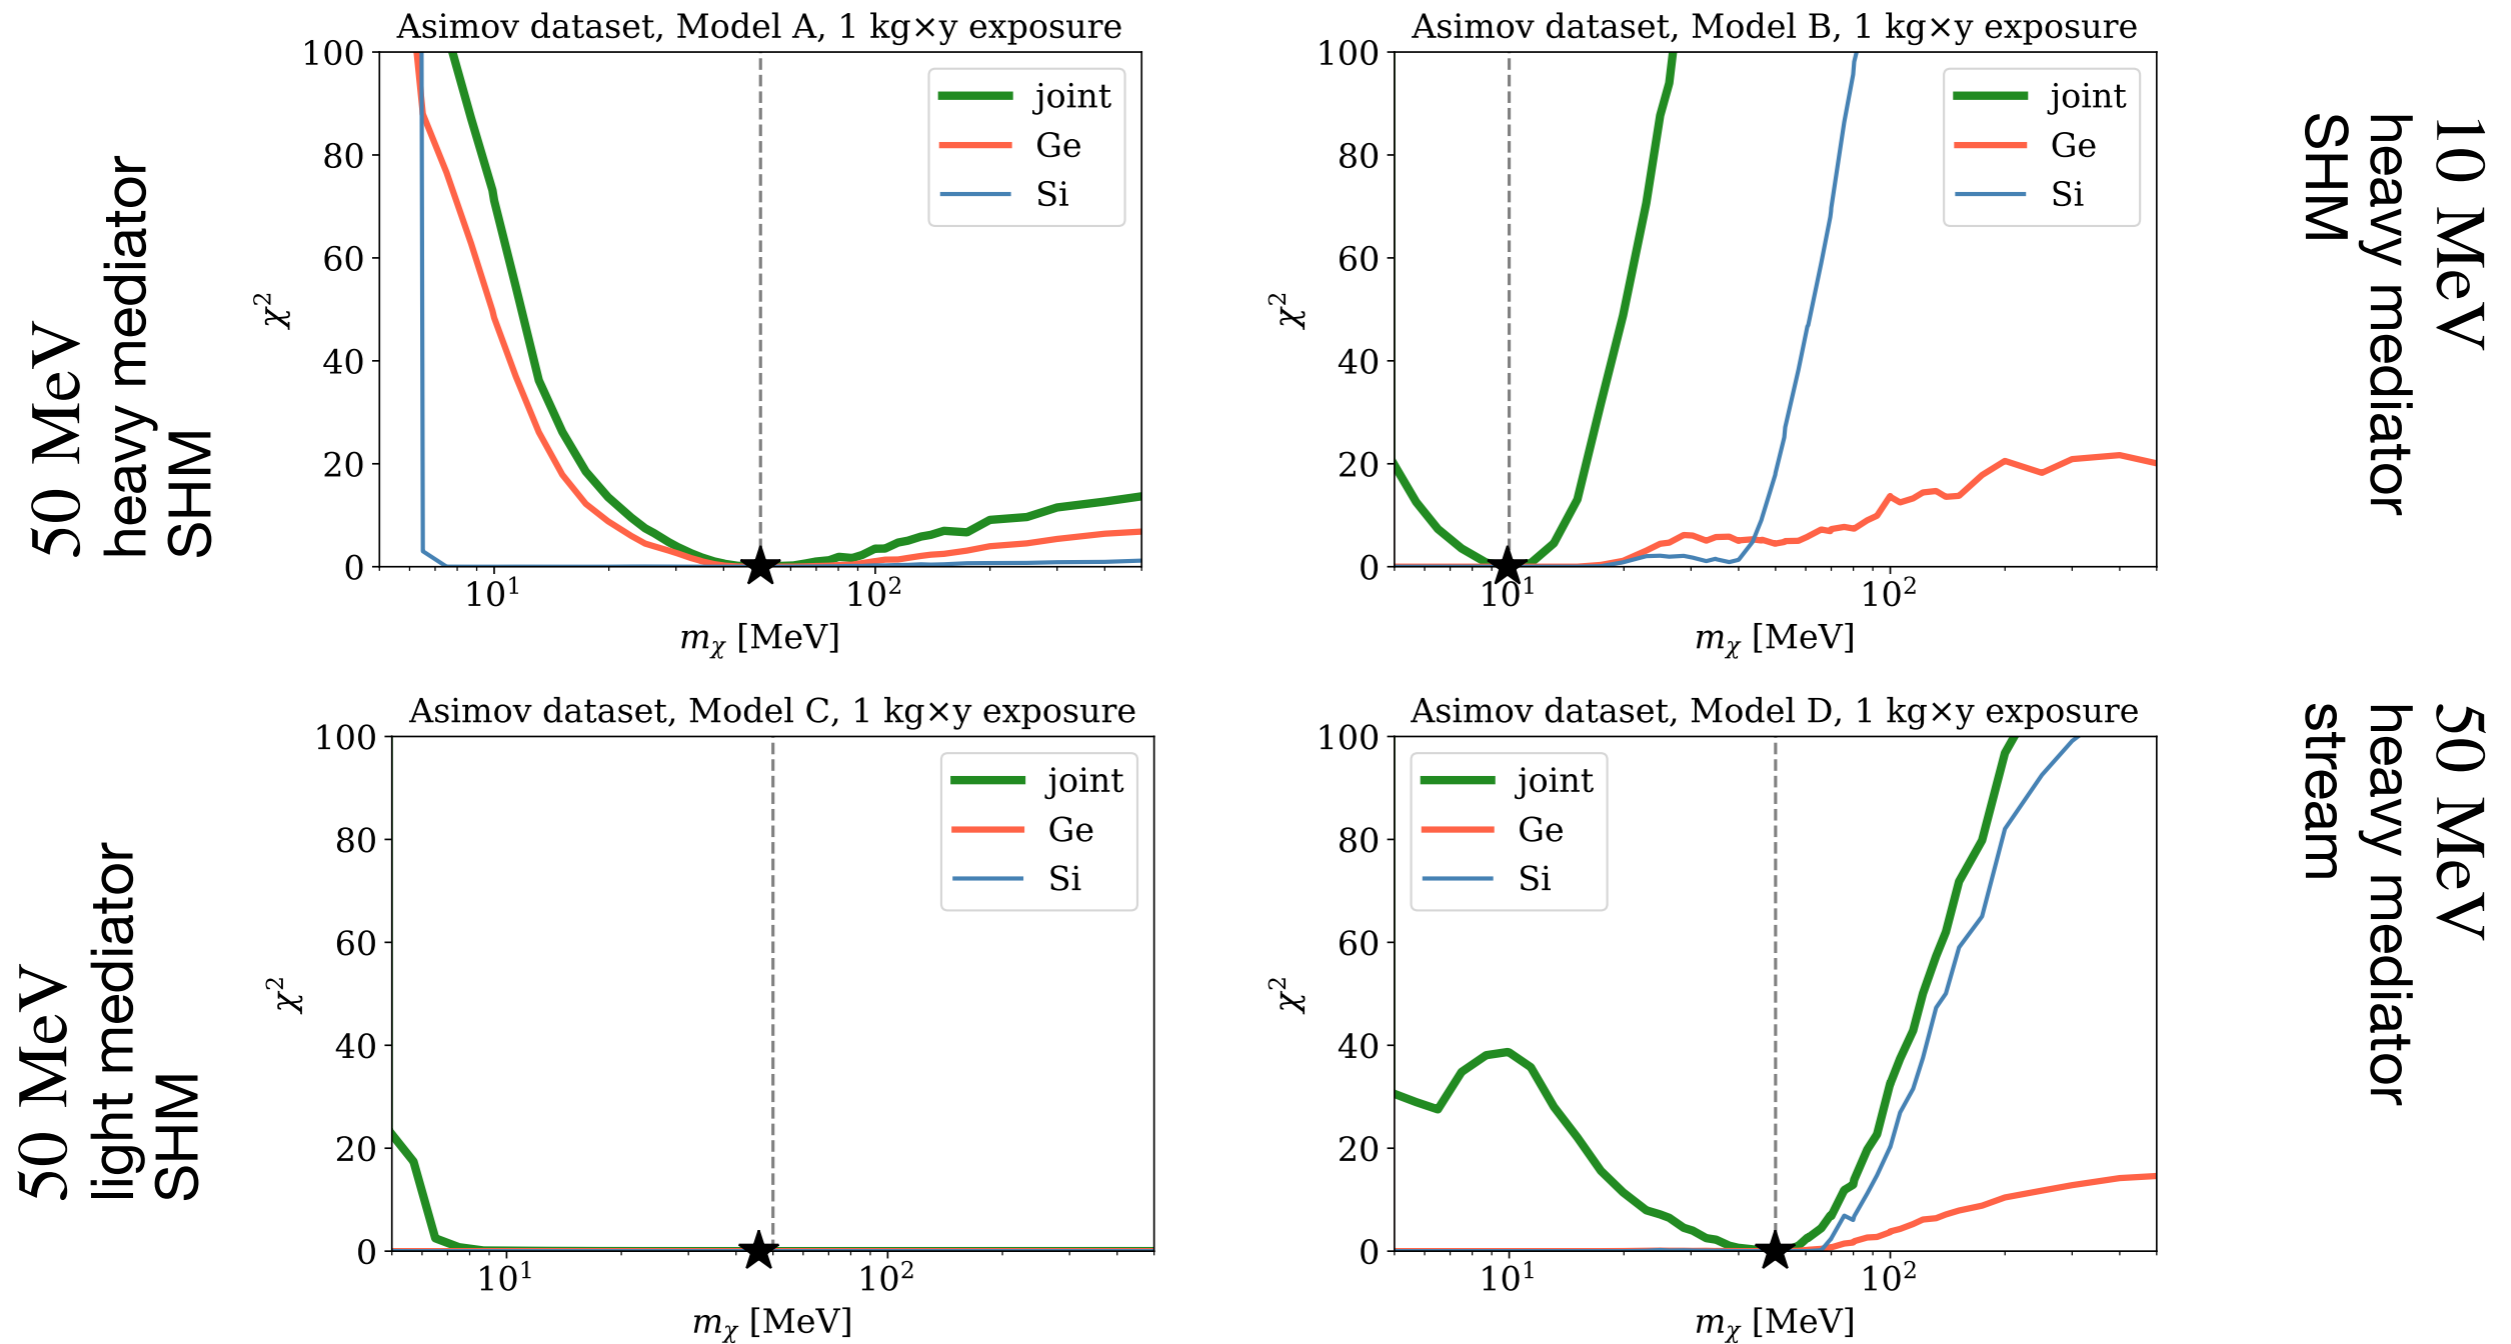 50 MeV
heavy mediator
SHM
Asimov dataset, Model A, 1 kg×y exposure
100
80
60
40
20
0
χ²
joint
Ge
Si
10¹
10²
mχ [MeV]
Asimov dataset, Model B, 1 kg×y exposure
100
80
60
40
20
0
χ²
joint
Ge
Si
10¹
10²
mχ [MeV]
10 MeV
heavy mediator
SHM
50 MeV
light mediator
SHM
Asimov dataset, Model C, 1 kg×y exposure
100
80
60
40
20
0
χ²
joint
Ge
Si
10¹
10²
mχ [MeV]
Asimov dataset, Model D, 1 kg×y exposure
100
80
60
40
20
0
χ²
joint
Ge
Si
10¹
10²
mχ [MeV]
50 MeV
heavy mediator
stream